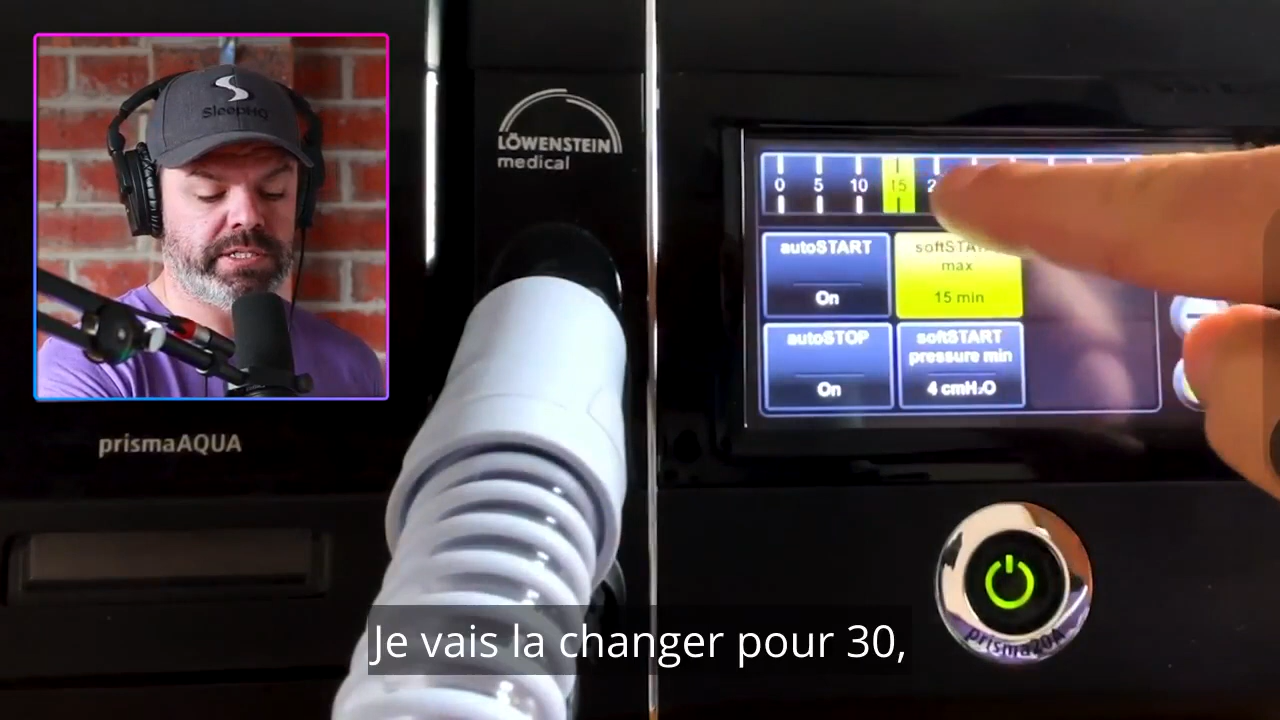 SleepHQ
LÖWENSTEIN
medical
0 5 10 15
autoSTART
On
max
15 min
autoSTOP
On
softSTART
pressure min
4 cmH₂O
prismaAQUA
prisma20A
Je vais la changer pour 30,